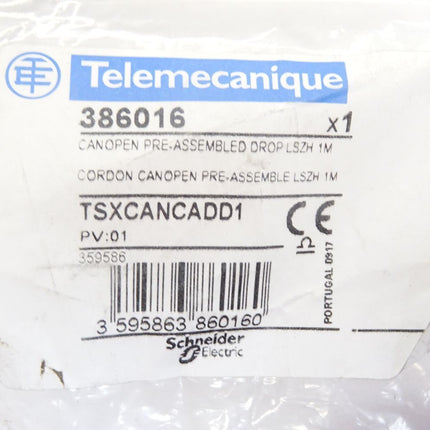 Telemecanique
386016 x1
CANOPEN PRE-ASSEMBLED DROP LSZH 1M
CORDON CANOPEN PRE-ASSEMBLE LSZH 1M
TSXCANCADD1
PV:01
359586
CE
PORTUGAL 0917
3 595863 860160
Schneider
Electric